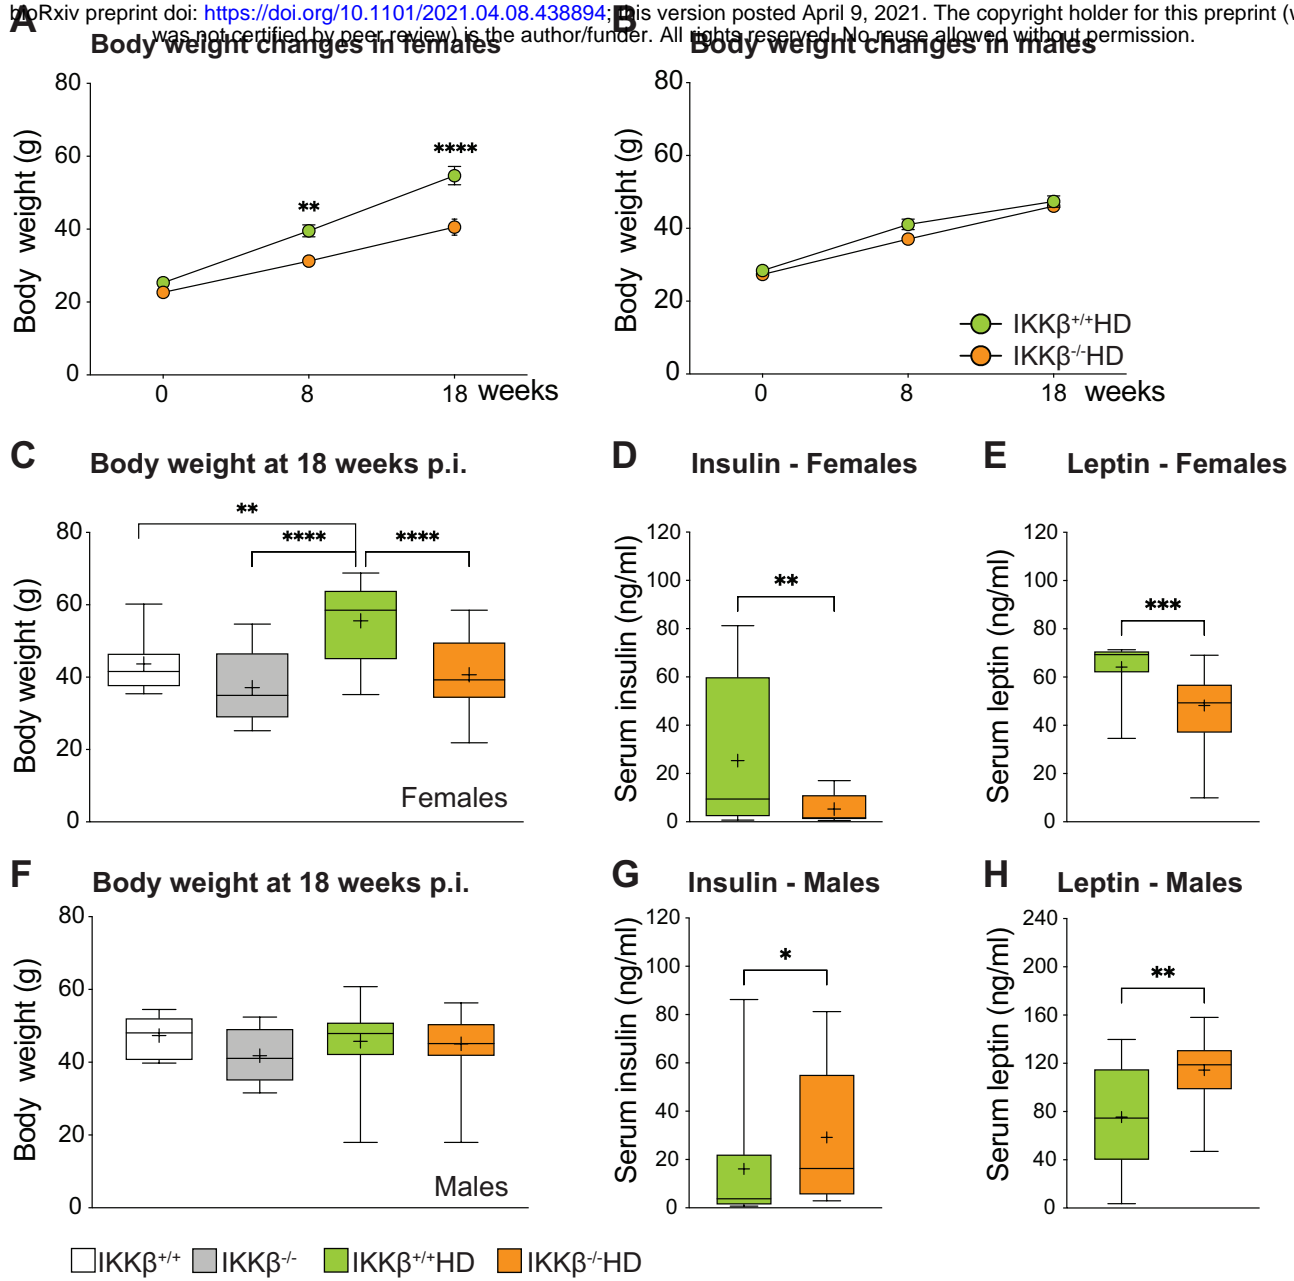 bioRxiv preprint doi: https://doi.org/10.1101/2021.04.08.438894; this version posted April 9, 2021. The copyright holder for this preprint
was not certified by peer review) is the author/funder. All rights reserved. No reuse allowed without permission.
A
Body weight changes in females
80
60
40
20
0
Body weight (g)
**
****
0 8 18 weeks
B
Body weight changes in males
80
60
40
20
0
Body weight (g)
IKKβ+/+HD
IKKβ-/-HD
0 8 18 weeks
C
Body weight at 18 weeks p.i.
80
60
40
20
0
Body weight (g)
**
**** ****
Females
D
Insulin - Females
120
100
80
60
40
20
0
Serum insulin (ng/ml)
**
E
Leptin - Females
120
100
80
60
40
20
0
Serum leptin (ng/ml)
***
F
Body weight at 18 weeks p.i.
80
60
40
20
0
Body weight (g)
Males
G
Insulin - Males
120
100
80
60
40
20
0
Serum insulin (ng/ml)
*
H
Leptin - Males
240
200
160
120
80
40
0
Serum leptin (ng/ml)
**
IKKβ+/+ IKKβ-/- IKKβ+/+HD IKKβ-/-HD